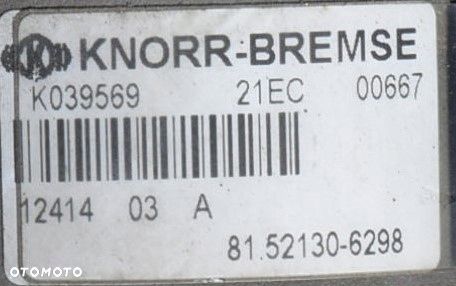 KNORR-BREMSE
K039569 21EC 00667
12414 03 A
81.52130-6298
OTOMOTO